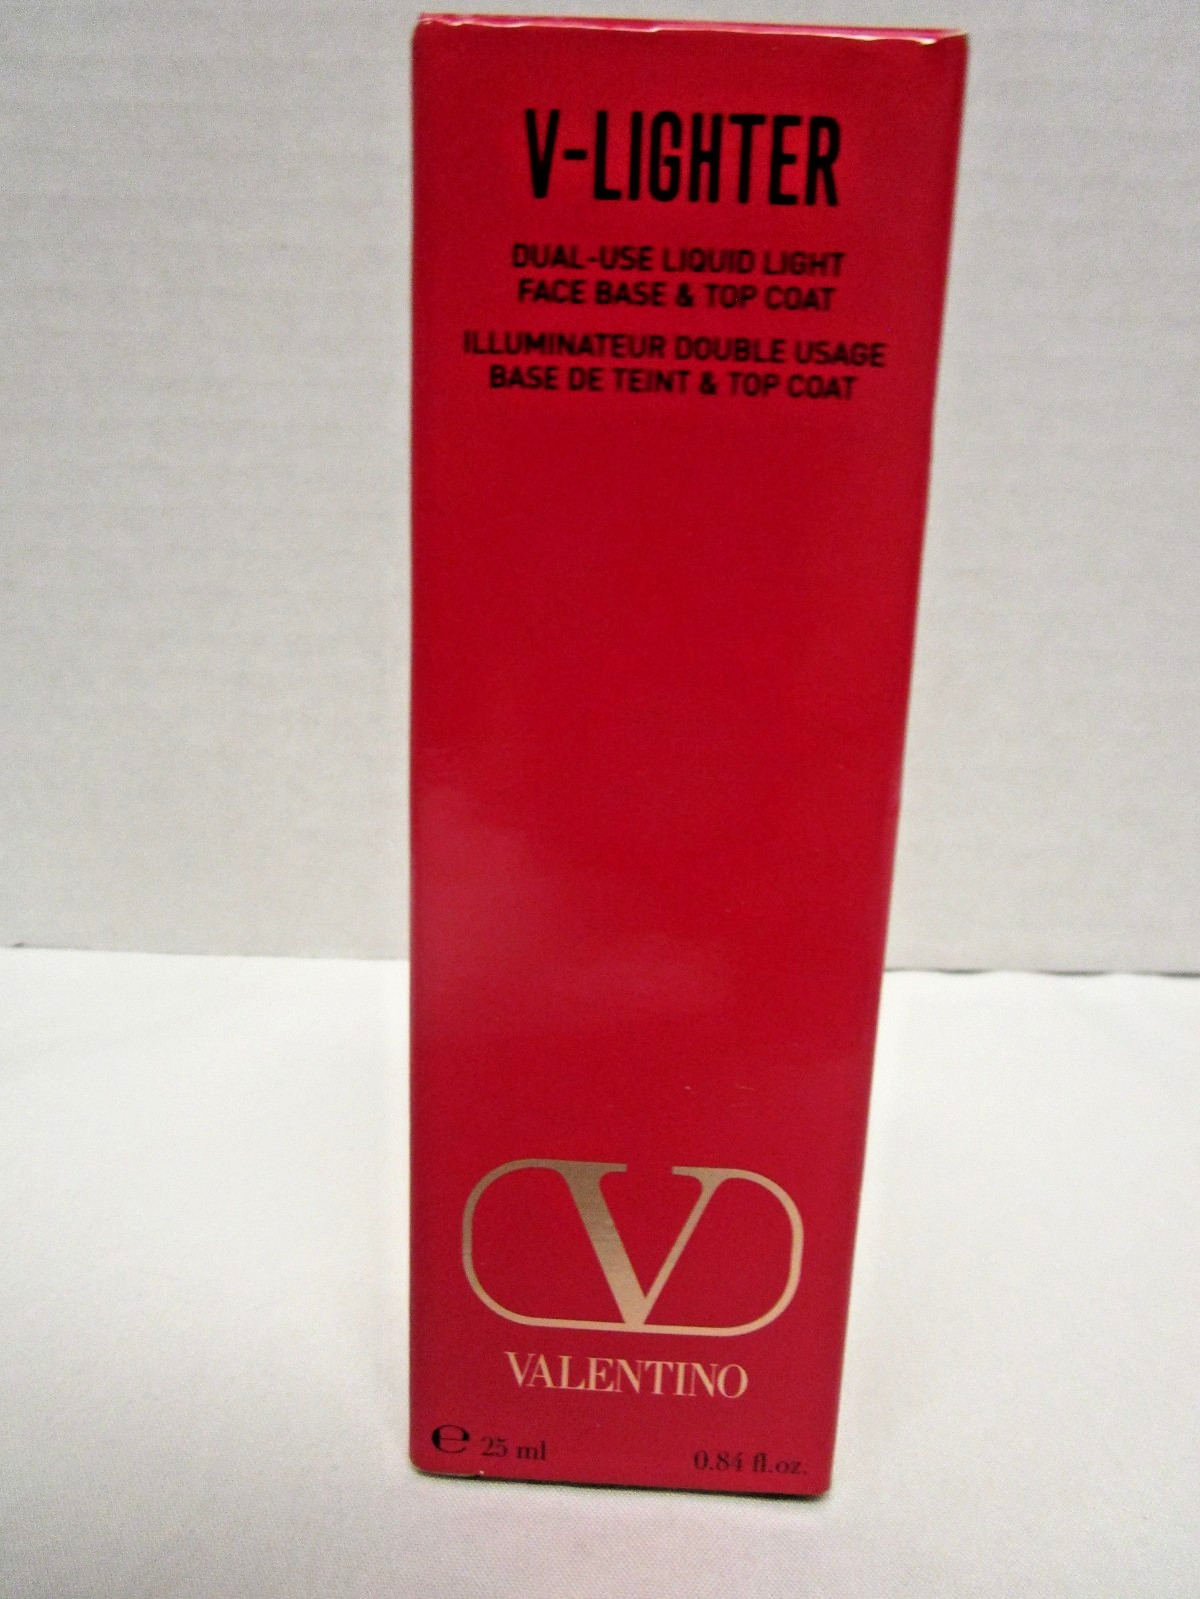 V-LIGHTER
DUAL-USE LIQUID LIGHT
FACE BASE & TOP COAT
ILLUMINATEUR DOUBLE USAGE
BASE DE TEINT & TOP COAT
V
VALENTINO
℮ 25 ml 0.84 fl.oz.